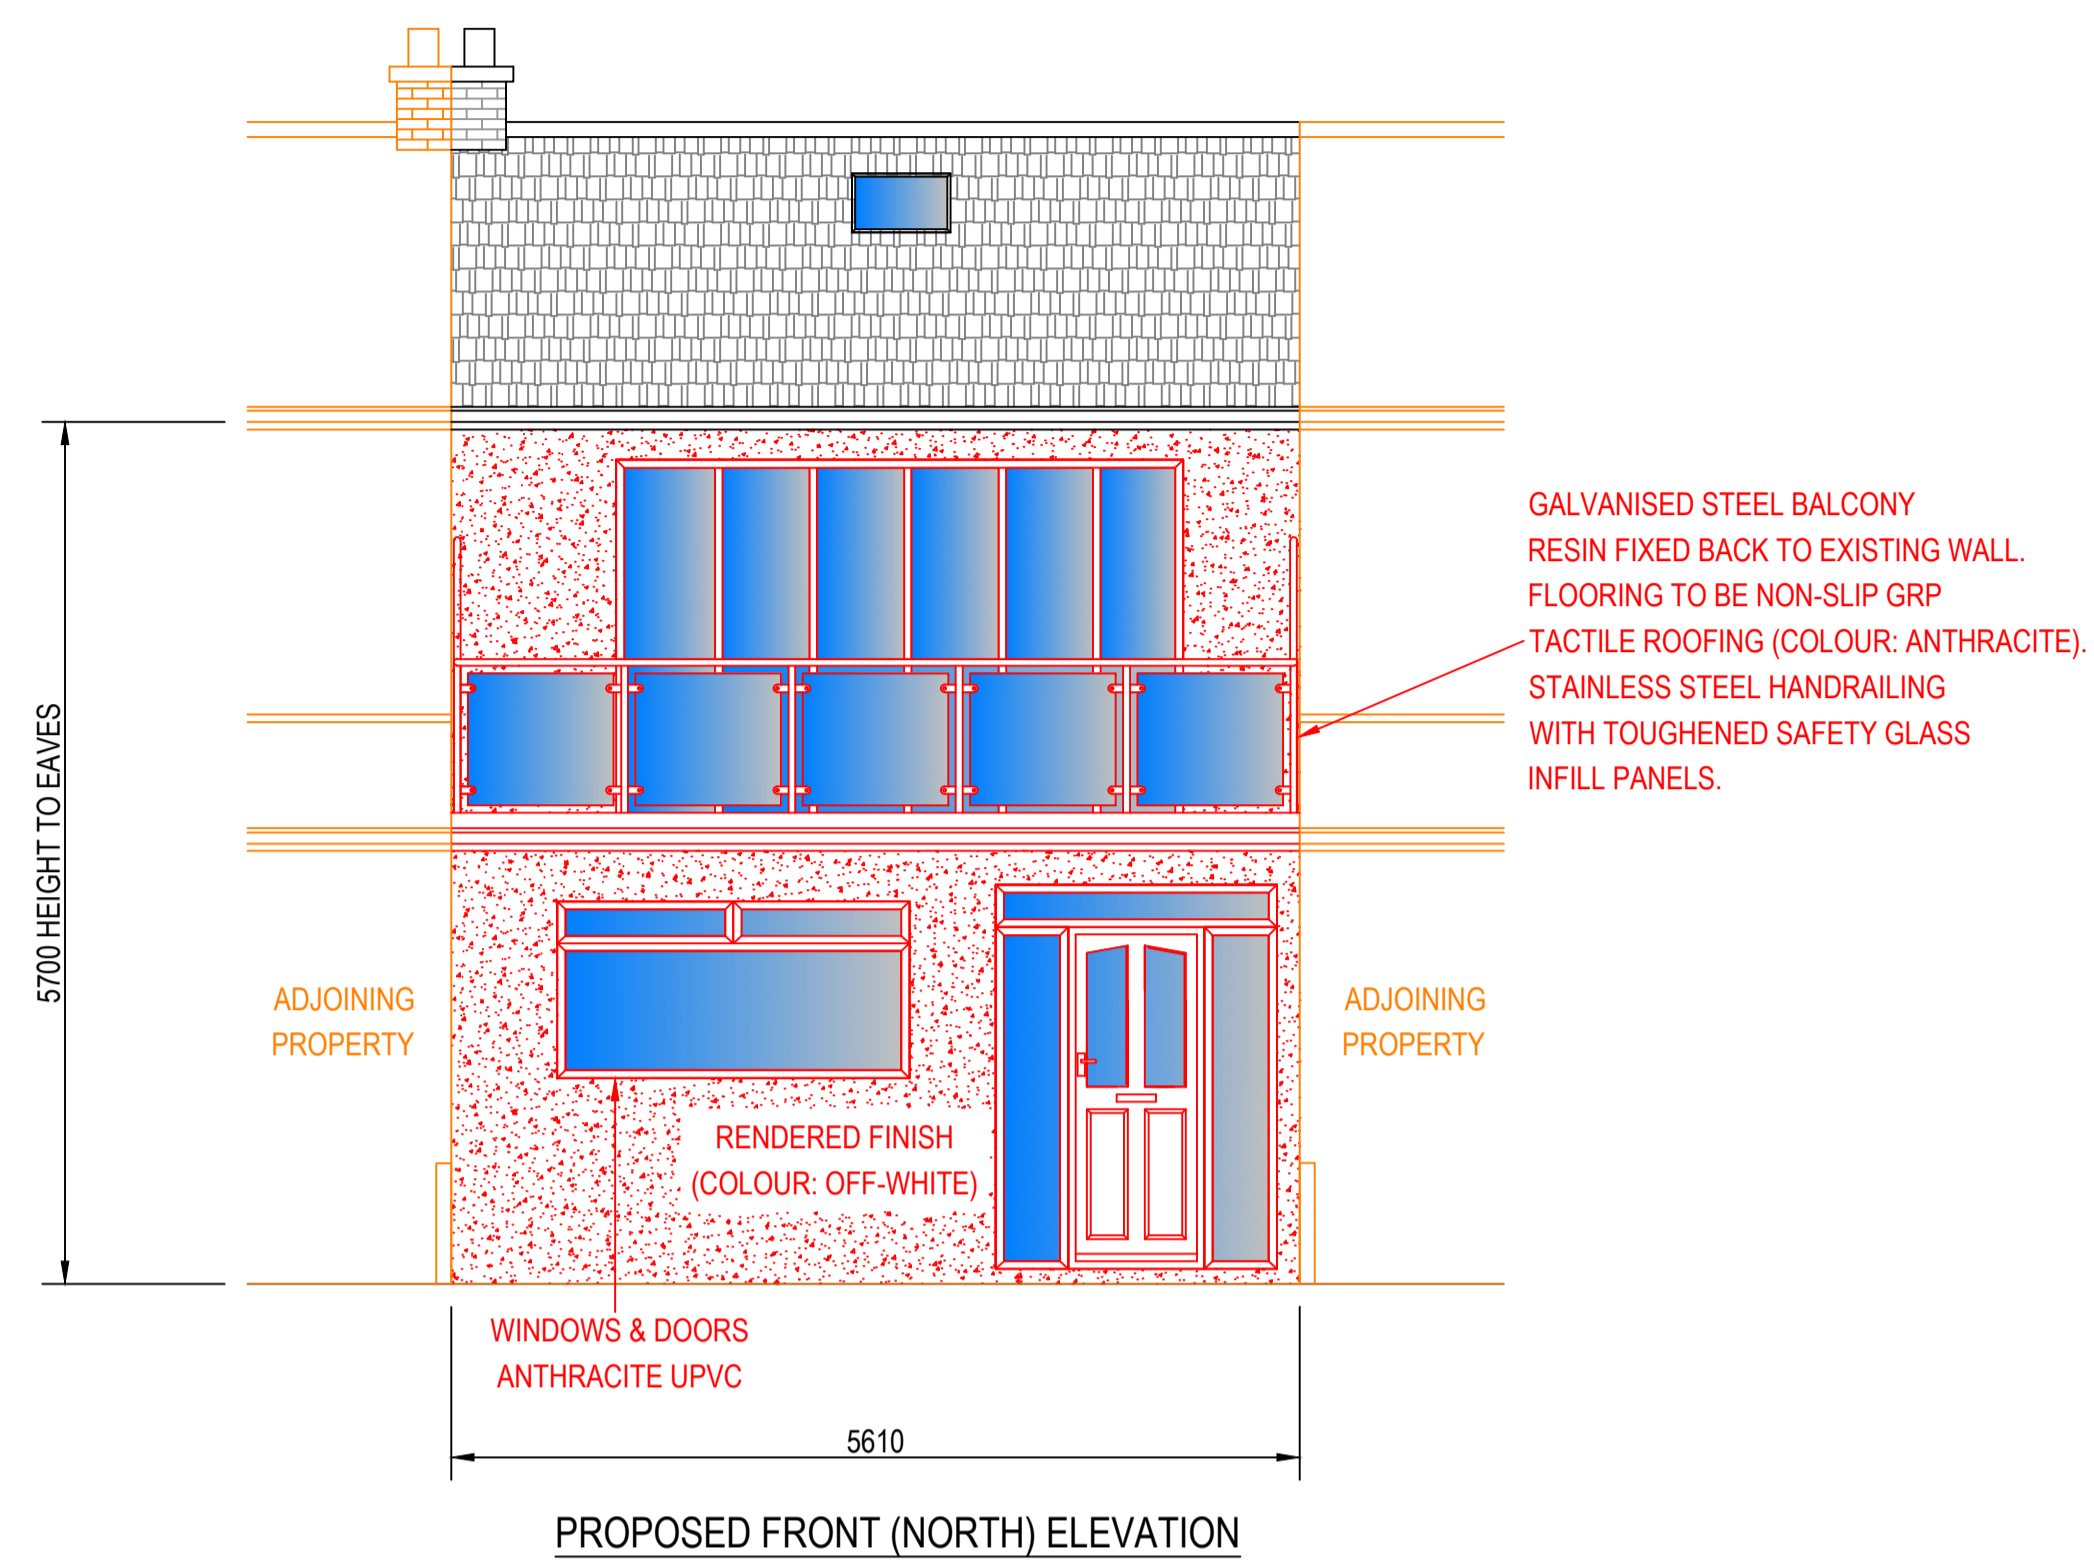 GALVANISED STEEL BALCONY
RESIN FIXED BACK TO EXISTING WALL.
FLOORING TO BE NON-SLIP GRP
TACTILE ROOFING (COLOUR: ANTHRACITE).
STAINLESS STEEL HANDRAILING
WITH TOUGHENED SAFETY GLASS
INFILL PANELS.
5700 HEIGHT TO EAVES
ADJOINING
PROPERTY
ADJOINING
PROPERTY
RENDERED FINISH
(COLOUR: OFF-WHITE)
WINDOWS & DOORS
ANTHRACITE UPVC
5610
PROPOSED FRONT (NORTH) ELEVATION